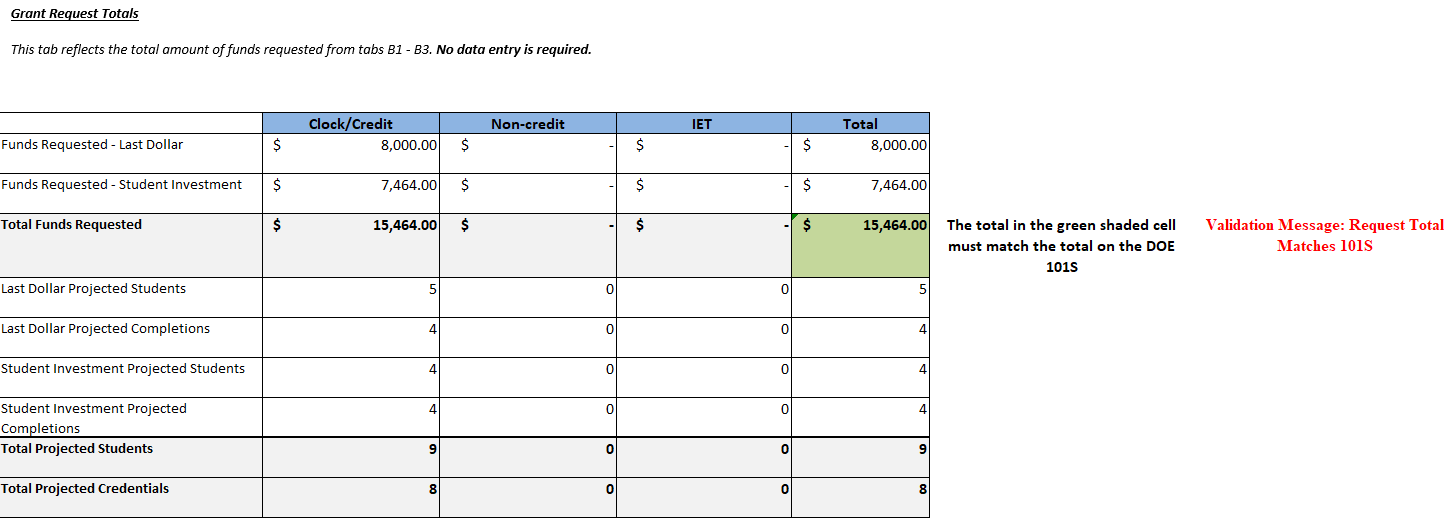 Grant Request Totals
This tab reflects the total amount of funds requested from tabs B1 - B3. No data entry is required.
Clock/Credit Non-credit IET Total
Funds Requested - Last Dollar $ 8,000.00 $ - $ - $ 8,000.00
Funds Requested - Student Investment $ 7,464.00 $ - $ - $ 7,464.00
Total Funds Requested $ 15,464.00 $ - $ - $ 15,464.00
The total in the green shaded cell
must match the total on the DOE
101S
Validation Message: Request Total
Matches 101S
Last Dollar Projected Students 5 0 0 5
Last Dollar Projected Completions 4 0 0 4
Student Investment Projected Students 4 0 0 4
Student Investment Projected
Completions 4 0 0 4
Total Projected Students 9 0 0 9
Total Projected Credentials 8 0 0 8